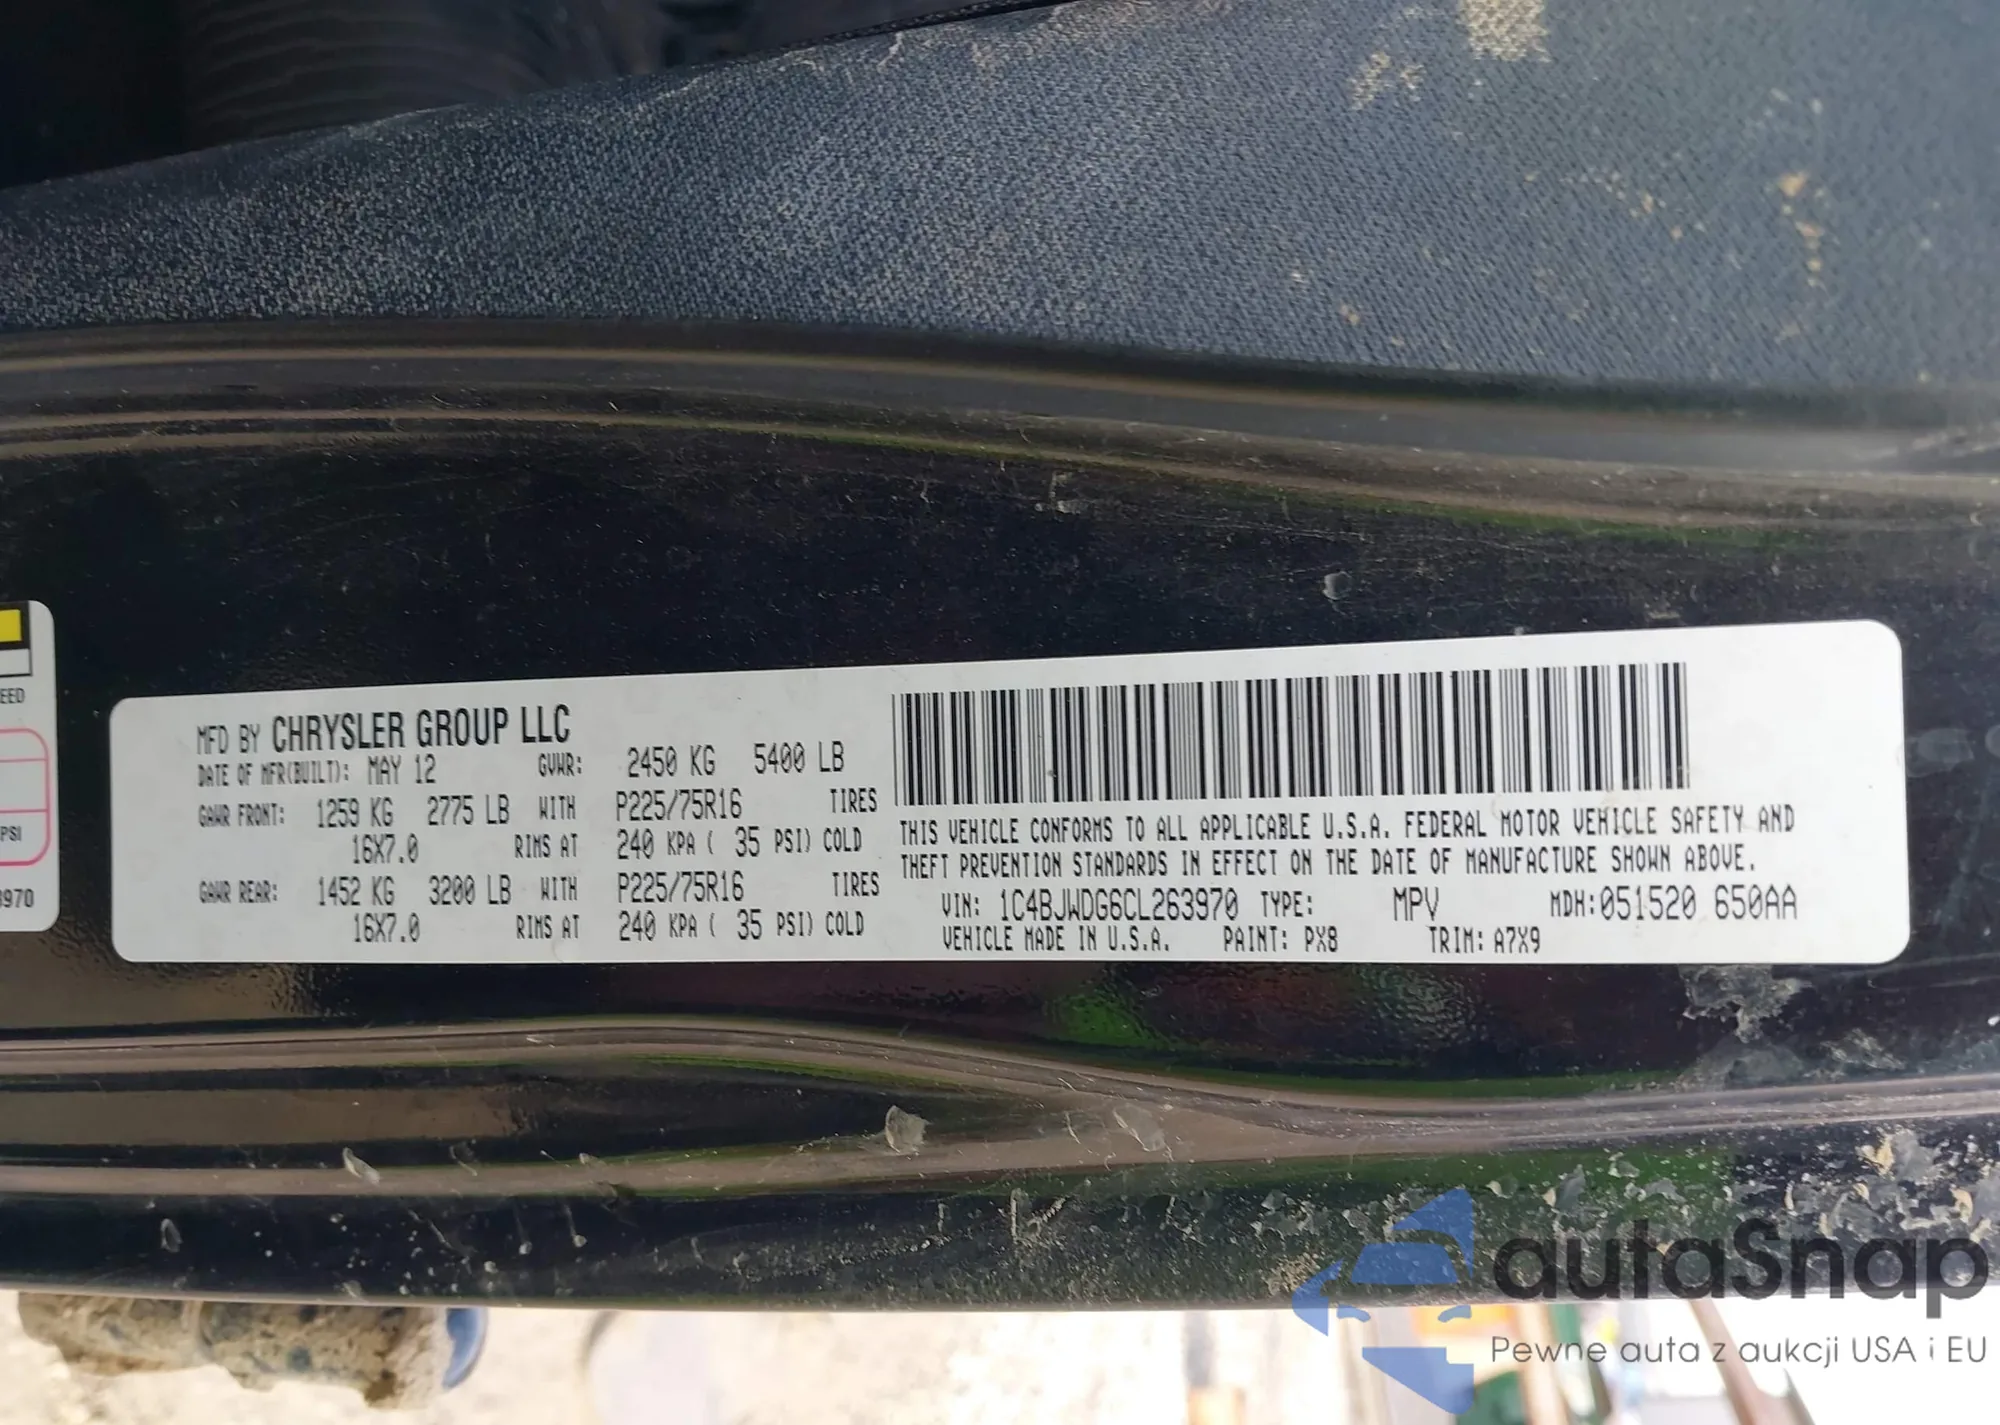 EED
PSI
3970
MFD BY CHRYSLER GROUP LLC
DATE OF MFR(BUILT): MAY 12 GVWR: 2450 KG 5400 LB
GAWR FRONT: 1259 KG 2775 LB WITH P225/75R16 TIRES
16X7.0 RIMS AT 240 KPA ( 35 PSI) COLD
GAWR REAR: 1452 KG 3200 LB WITH P225/75R16 TIRES
16X7.0 RIMS AT 240 KPA ( 35 PSI) COLD
THIS VEHICLE CONFORMS TO ALL APPLICABLE U.S.A. FEDERAL MOTOR VEHICLE SAFETY AND
THEFT PREVENTION STANDARDS IN EFFECT ON THE DATE OF MANUFACTURE SHOWN ABOVE.
VIN: 1C4BJWDG6CL263970 TYPE: MPV MDH:051520 650AA
VEHICLE MADE IN U.S.A. PAINT: PX8 TRIM: A7X9
autaSnap
Pewne auta z aukcji USA i EU